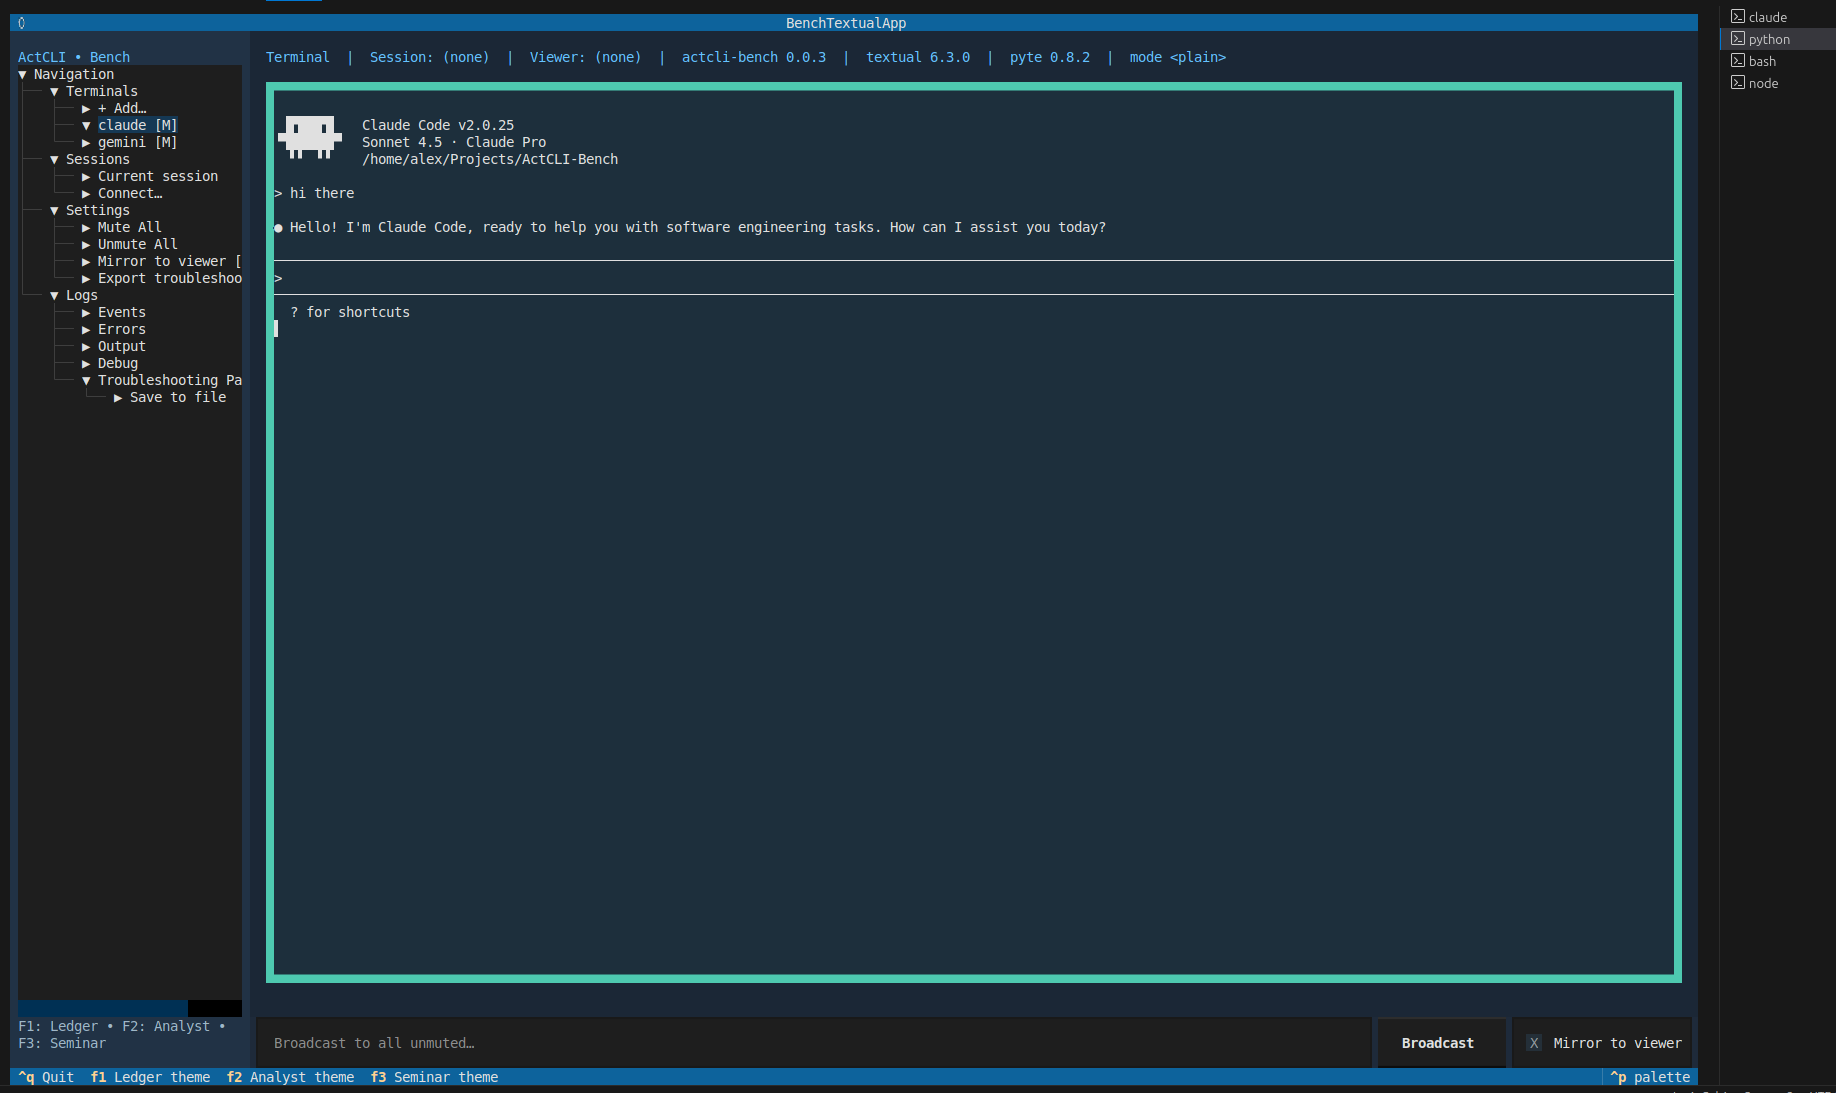 BenchTextualApp
ActCLI • Bench
▼ Navigation
▼ Terminals
▶ + Add…
▼ claude [M]
▶ gemini [M]
▼ Sessions
▶ Current session
▶ Connect…
▼ Settings
▶ Mute All
▶ Unmute All
▶ Mirror to viewer [
▶ Export troubleshoo
▼ Logs
▶ Events
▶ Errors
▶ Output
▶ Debug
▼ Troubleshooting Pa
▶ Save to file
F1: Ledger • F2: Analyst •
F3: Seminar
Terminal | Session: (none) | Viewer: (none) | actcli-bench 0.0.3 | textual 6.3.0 | pyte 0.8.2 | mode <plain>
Claude Code v2.0.25
Sonnet 4.5 · Claude Pro
/home/alex/Projects/ActCLI-Bench
> hi there
● Hello! I'm Claude Code, ready to help you with software engineering tasks. How can I assist you today?
>
? for shortcuts
Broadcast to all unmuted…
Broadcast
X Mirror to viewer
^q Quit f1 Ledger theme f2 Analyst theme f3 Seminar theme
^p palette
claude
python
bash
node